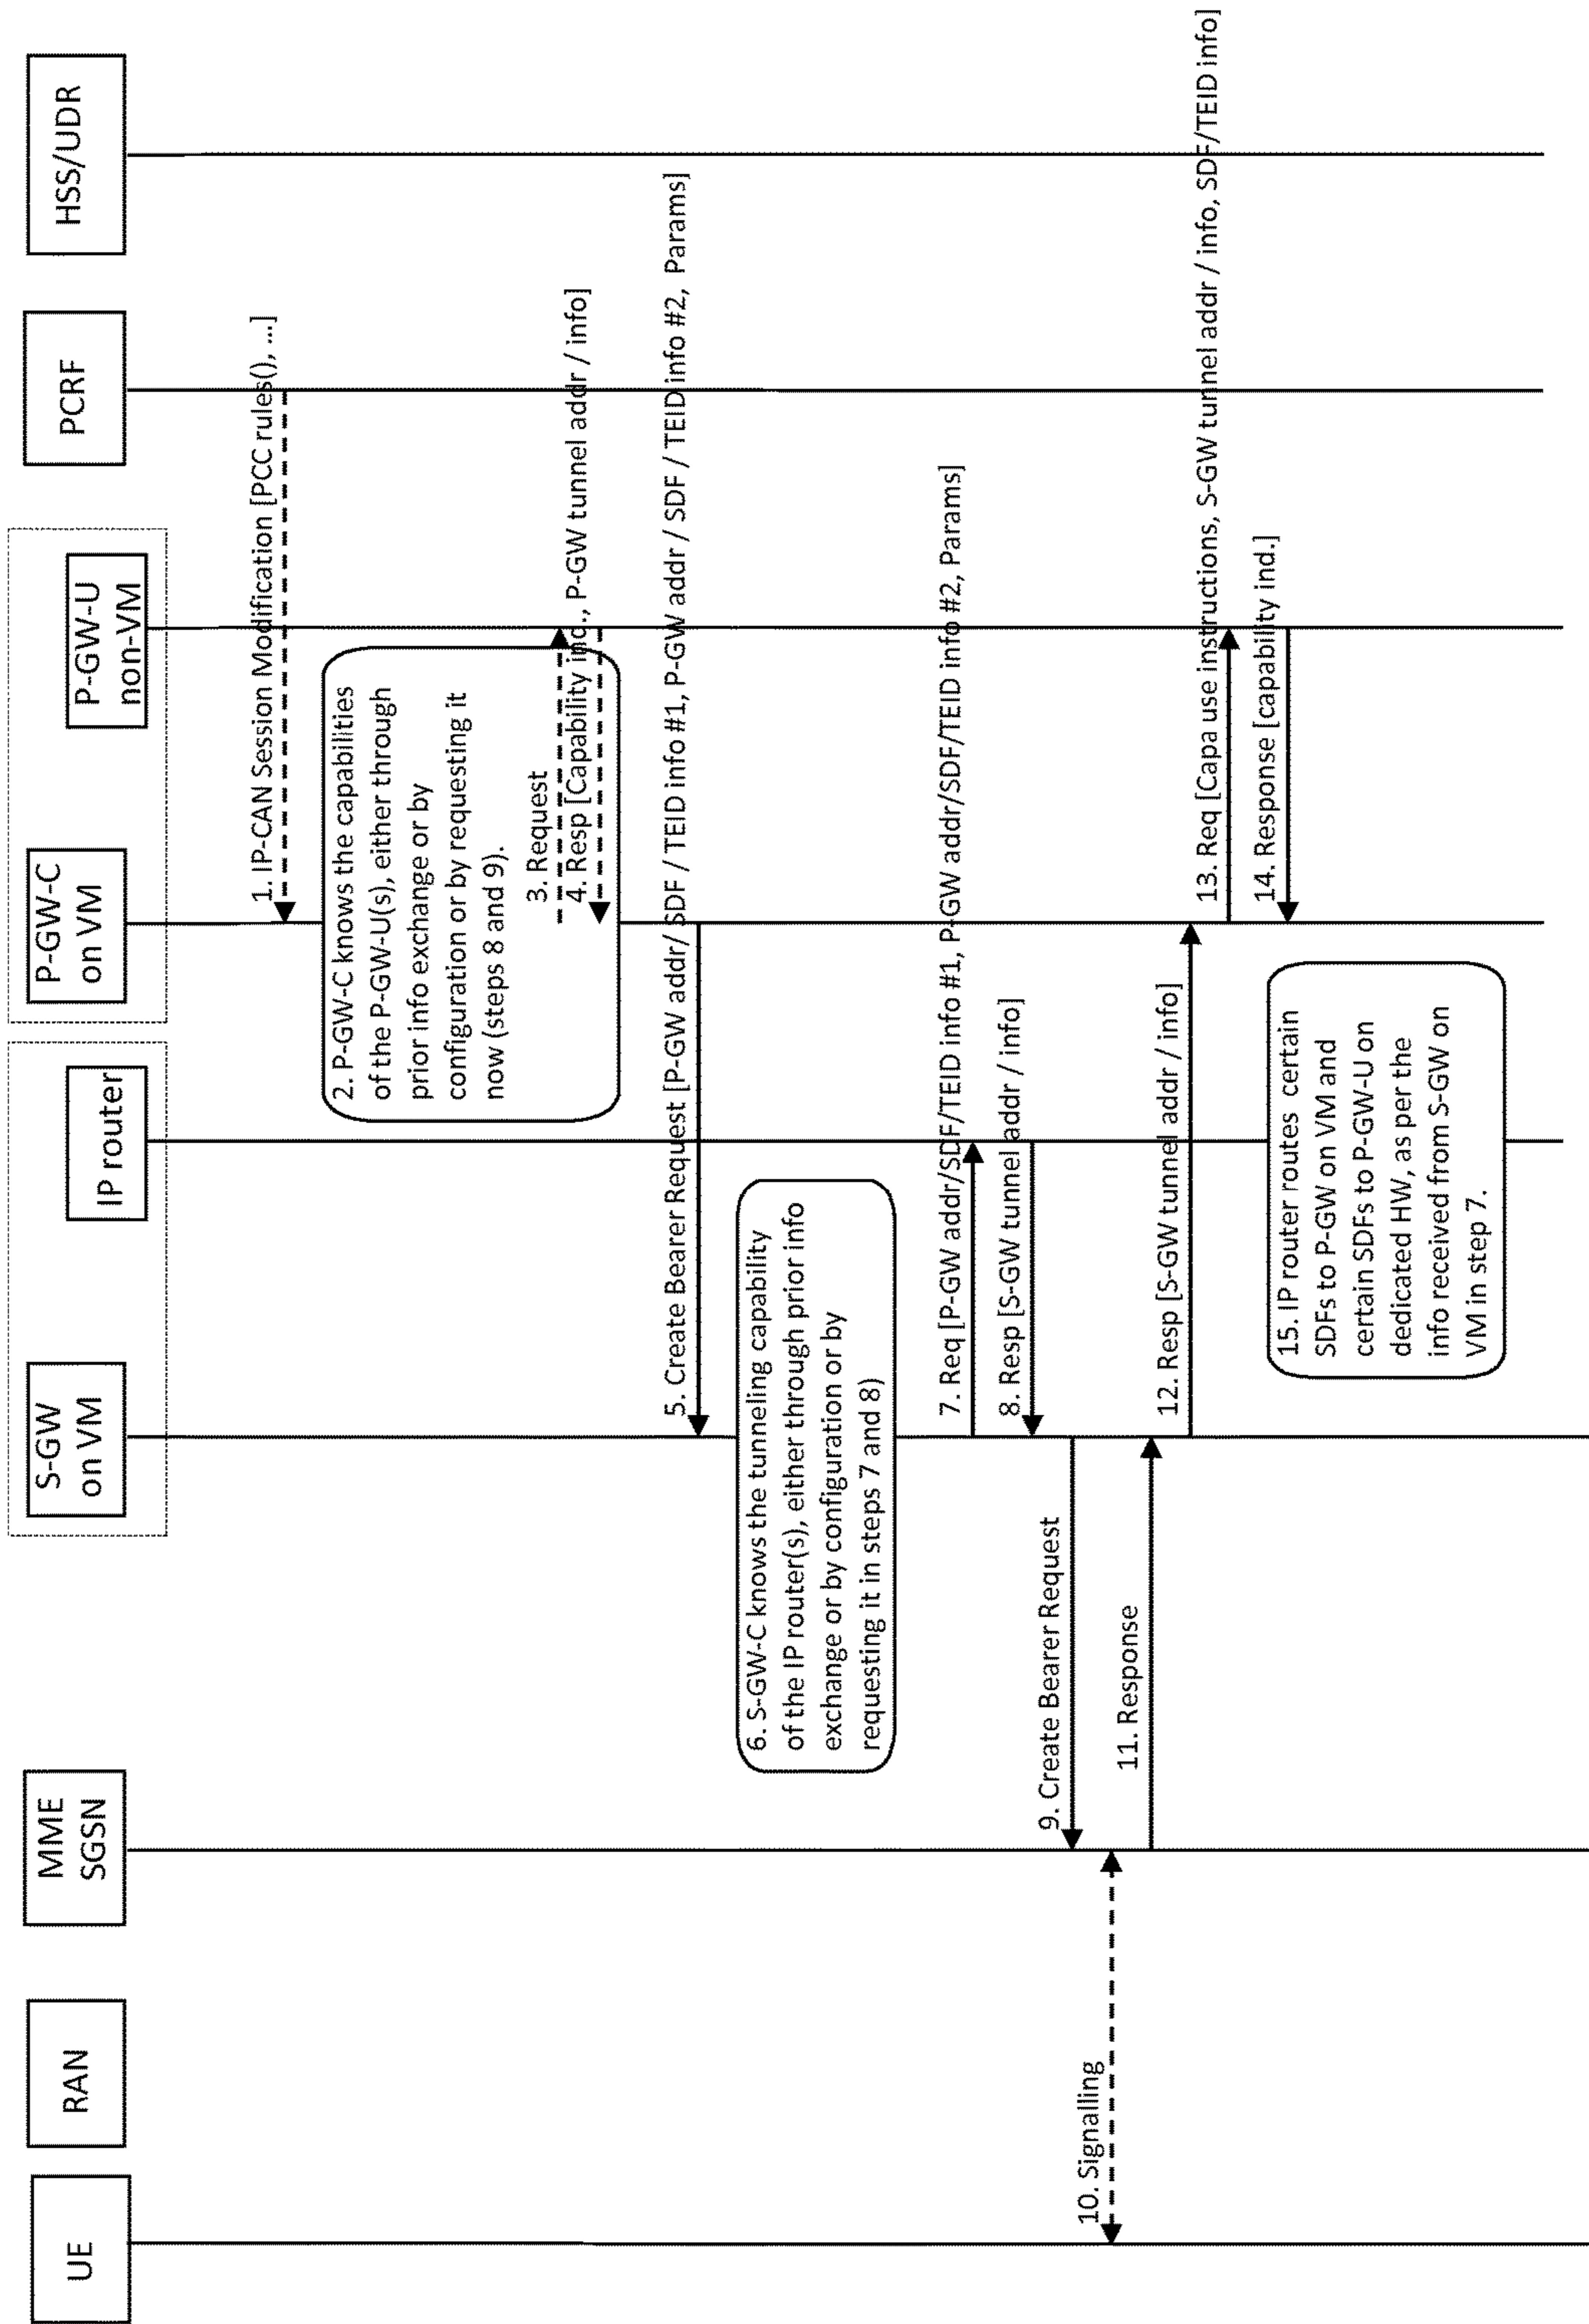 UE
RAN
MME
SGSN
S-GW
on VM
IP router
P-GW-C
on VM
P-GW-U
non-VM
PCRF
HSS/UDR
1. IP-CAN Session Modification [PCC rules(), ...]
2. P-GW-C knows the capabilities
of the P-GW-U(s), either through
prior info exchange or by
configuration or by requesting it
now (steps 8 and 9).
3. Request
4. Resp [Capability ind., P-GW tunnel addr / info]
5. Create Bearer Request [P-GW addr/ SDF / TEID info #1, P-GW addr / SDF / TEID info #2, Params]
6. S-GW-C knows the tunneling capability
of the IP router(s), either through prior info
exchange or by configuration or by
requesting it in steps 7 and 8)
7. Req [P-GW addr/SDF/TEID info #1, P-GW addr/SDF/TEID info #2, Params]
8. Resp [S-GW tunnel addr / info]
9. Create Bearer Request
10. Signalling
11. Response
12. Resp [S-GW tunnel addr / info]
13. Req [Capa use instructions, S-GW tunnel addr / info, SDF/TEID info]
14. Response [capability ind.]
15. IP router routes certain
SDFs to P-GW on VM and
certain SDFs to P-GW-U on
dedicated HW, as per the
info received from S-GW on
VM in step 7.